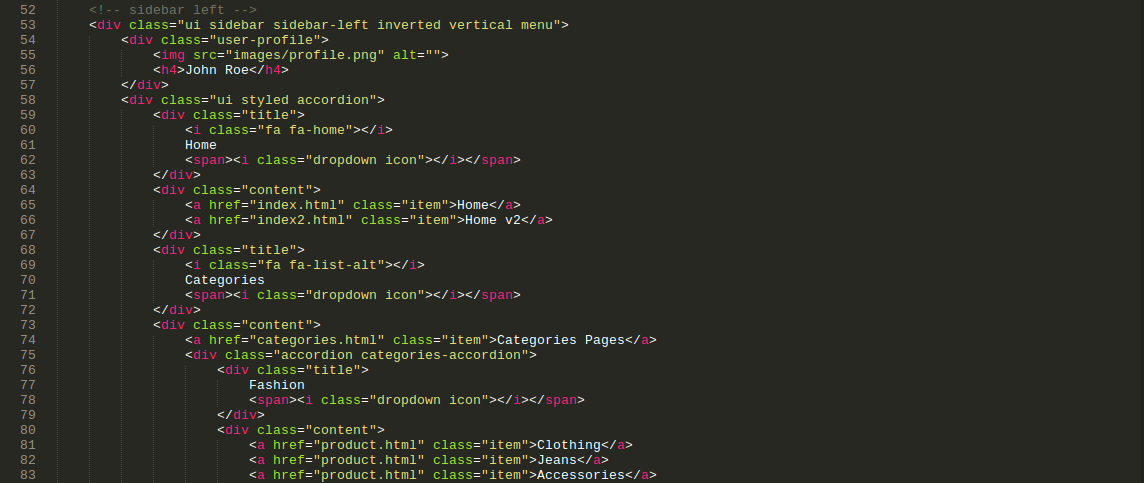 52 <!-- sidebar left -->
53 <div class="ui sidebar sidebar-left inverted vertical menu">
54 <div class="user-profile">
55 <img src="images/profile.png" alt="">
56 <h4>John Roe</h4>
57 </div>
58 <div class="ui styled accordion">
59 <div class="title">
60 <i class="fa fa-home"></i>
61 Home
62 <span><i class="dropdown icon"></i></span>
63 </div>
64 <div class="content">
65 <a href="index.html" class="item">Home</a>
66 <a href="index2.html" class="item">Home v2</a>
67 </div>
68 <div class="title">
69 <i class="fa fa-list-alt"></i>
70 Categories
71 <span><i class="dropdown icon"></i></span>
72 </div>
73 <div class="content">
74 <a href="categories.html" class="item">Categories Pages</a>
75 <div class="accordion categories-accordion">
76 <div class="title">
77 Fashion
78 <span><i class="dropdown icon"></i></span>
79 </div>
80 <div class="content">
81 <a href="product.html" class="item">Clothing</a>
82 <a href="product.html" class="item">Jeans</a>
83 <a href="product.html" class="item">Accessories</a>